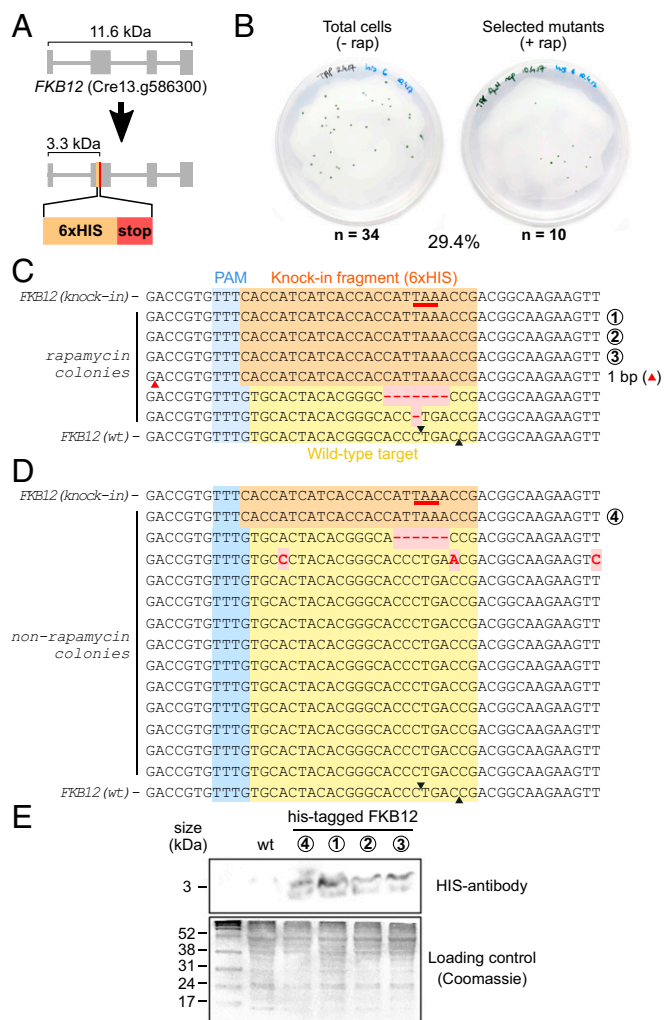 A
11.6 kDa
FKB12 (Cre13.g586300)
3.3 kDa
6xHIS stop
B
Total cells
(- rap)
Selected mutants
(+ rap)
n = 34
29.4%
n = 10
C
PAM Knock-in fragment (6xHIS)
FKB12(knock-in)– GACCGTGTTTCACCATCATCACCACCATTAAACCGACGGCAAGAAGTT
GACCGTGTTTCACCATCATCACCACCATTAAACCGACGGCAAGAAGTT ①
GACCGTGTTTCACCATCATCACCACCATTAAACCGACGGCAAGAAGTT ②
rapamycin
colonies
GACCGTGTTTCACCATCATCACCACCATTAAACCGACGGCAAGAAGTT ③
GACCGTGTTTCACCATCATCACCACCATTAAACCGACGGCAAGAAGTT 1 bp (▲)
GACCGTGTTTGTGCACTACACGGGC-------CCGACGGCAAGAAGTT
GACCGTGTTTGTGCACTACACGGGCACC-TGACCGACGGCAAGAAGTT
FKB12(wt)– GACCGTGTTTGTGCACTACACGGGCACCCTGACCGACGGCAAGAAGTT
Wild-type target
D
FKB12(knock-in)– GACCGTGTTTCACCATCATCACCACCATTAAACCGACGGCAAGAAGTT
GACCGTGTTTCACCATCATCACCACCATTAAACCGACGGCAAGAAGTT ④
GACCGTGTTTGTGCACTACACGGGCA------CCGACGGCAAGAAGTT
GACCGTGTTTGTGCCCTACACGGGCACCCTGAACGACGGCAAGAAGTC
GACCGTGTTTGTGCACTACACGGGCACCCTGACCGACGGCAAGAAGTT
GACCGTGTTTGTGCACTACACGGGCACCCTGACCGACGGCAAGAAGTT
GACCGTGTTTGTGCACTACACGGGCACCCTGACCGACGGCAAGAAGTT
non-rapamycin
colonies
GACCGTGTTTGTGCACTACACGGGCACCCTGACCGACGGCAAGAAGTT
GACCGTGTTTGTGCACTACACGGGCACCCTGACCGACGGCAAGAAGTT
GACCGTGTTTGTGCACTACACGGGCACCCTGACCGACGGCAAGAAGTT
GACCGTGTTTGTGCACTACACGGGCACCCTGACCGACGGCAAGAAGTT
GACCGTGTTTGTGCACTACACGGGCACCCTGACCGACGGCAAGAAGTT
GACCGTGTTTGTGCACTACACGGGCACCCTGACCGACGGCAAGAAGTT
GACCGTGTTTGTGCACTACACGGGCACCCTGACCGACGGCAAGAAGTT
FKB12(wt)– GACCGTGTTTGTGCACTACACGGGCACCCTGACCGACGGCAAGAAGTT
E
size
(kDa)
his-tagged FKB12
wt ④ ① ② ③
3
HIS-antibody
52
38
31
24
17
Loading control
(Coomassie)